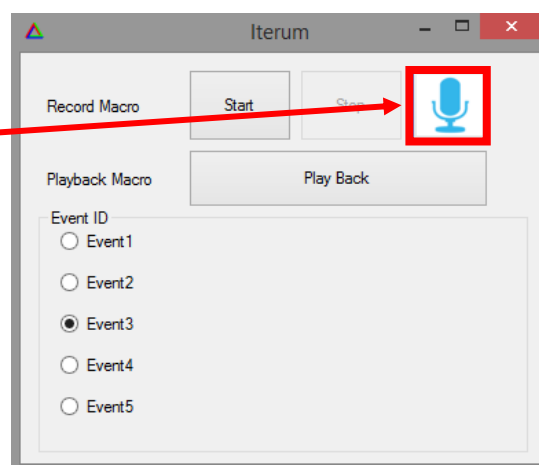 Iterum
Record Macro Start Stop
Playback Macro Play Back
Event ID
Event1
Event2
Event3
Event4
Event5